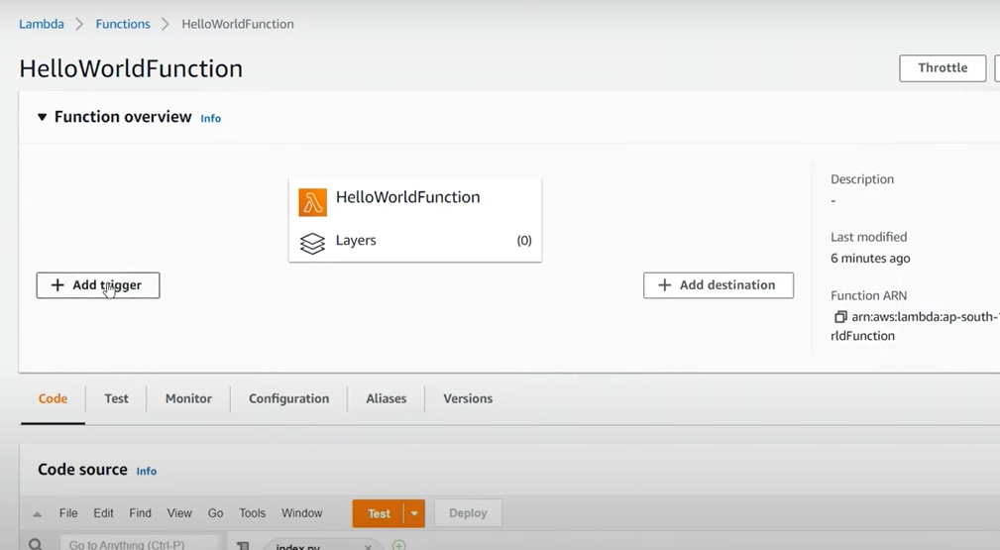 Lambda > Functions > HelloWorldFunction
HelloWorldFunction
Throttle
Function overview Info
HelloWorldFunction
Layers (0)
+ Add trigger
+ Add destination
Description
-
Last modified
6 minutes ago
Function ARN
arn:aws:lambda:ap-south-
rldFunction
Code Test Monitor Configuration Aliases Versions
Code source Info
File Edit Find View Go Tools Window Test Deploy
Go to Anything (Ctrl-P) index.py